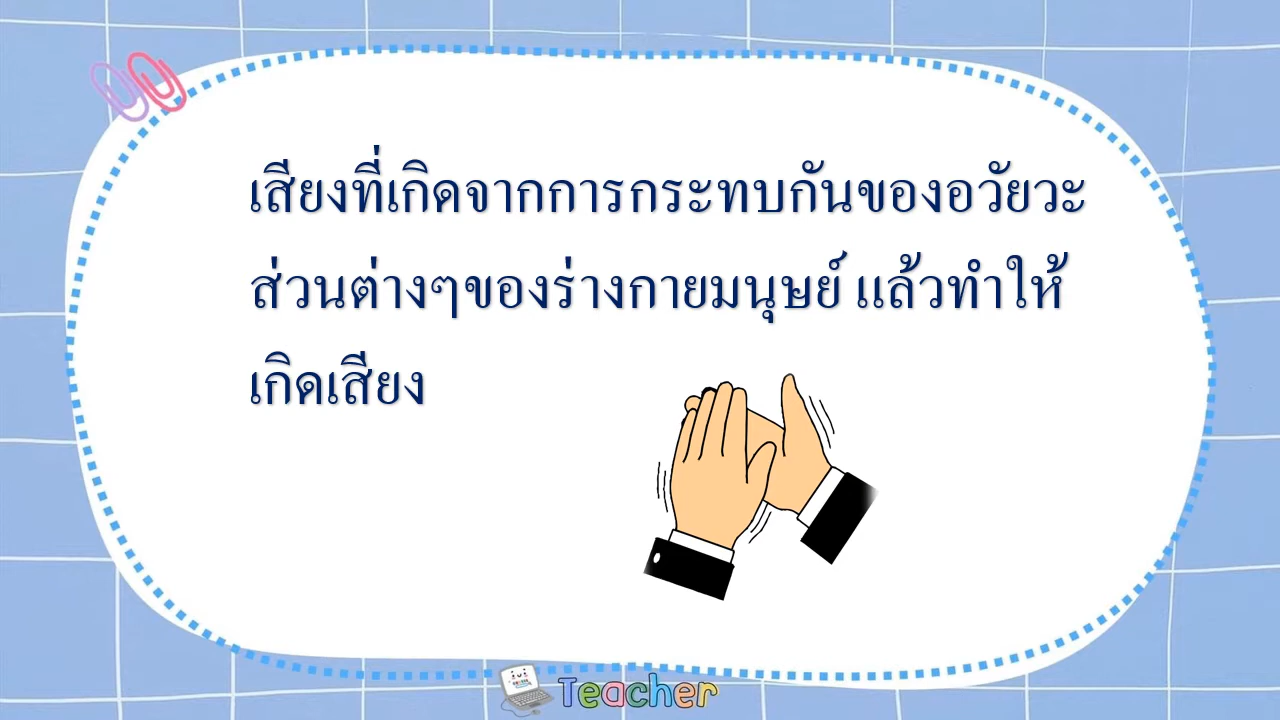 เสียงที่เกิดจากการกระทบกันของอวัยวะ
ส่วนต่างๆของร่างกายมนุษย์ แล้วทำให้
เกิดเสียง
Teacher